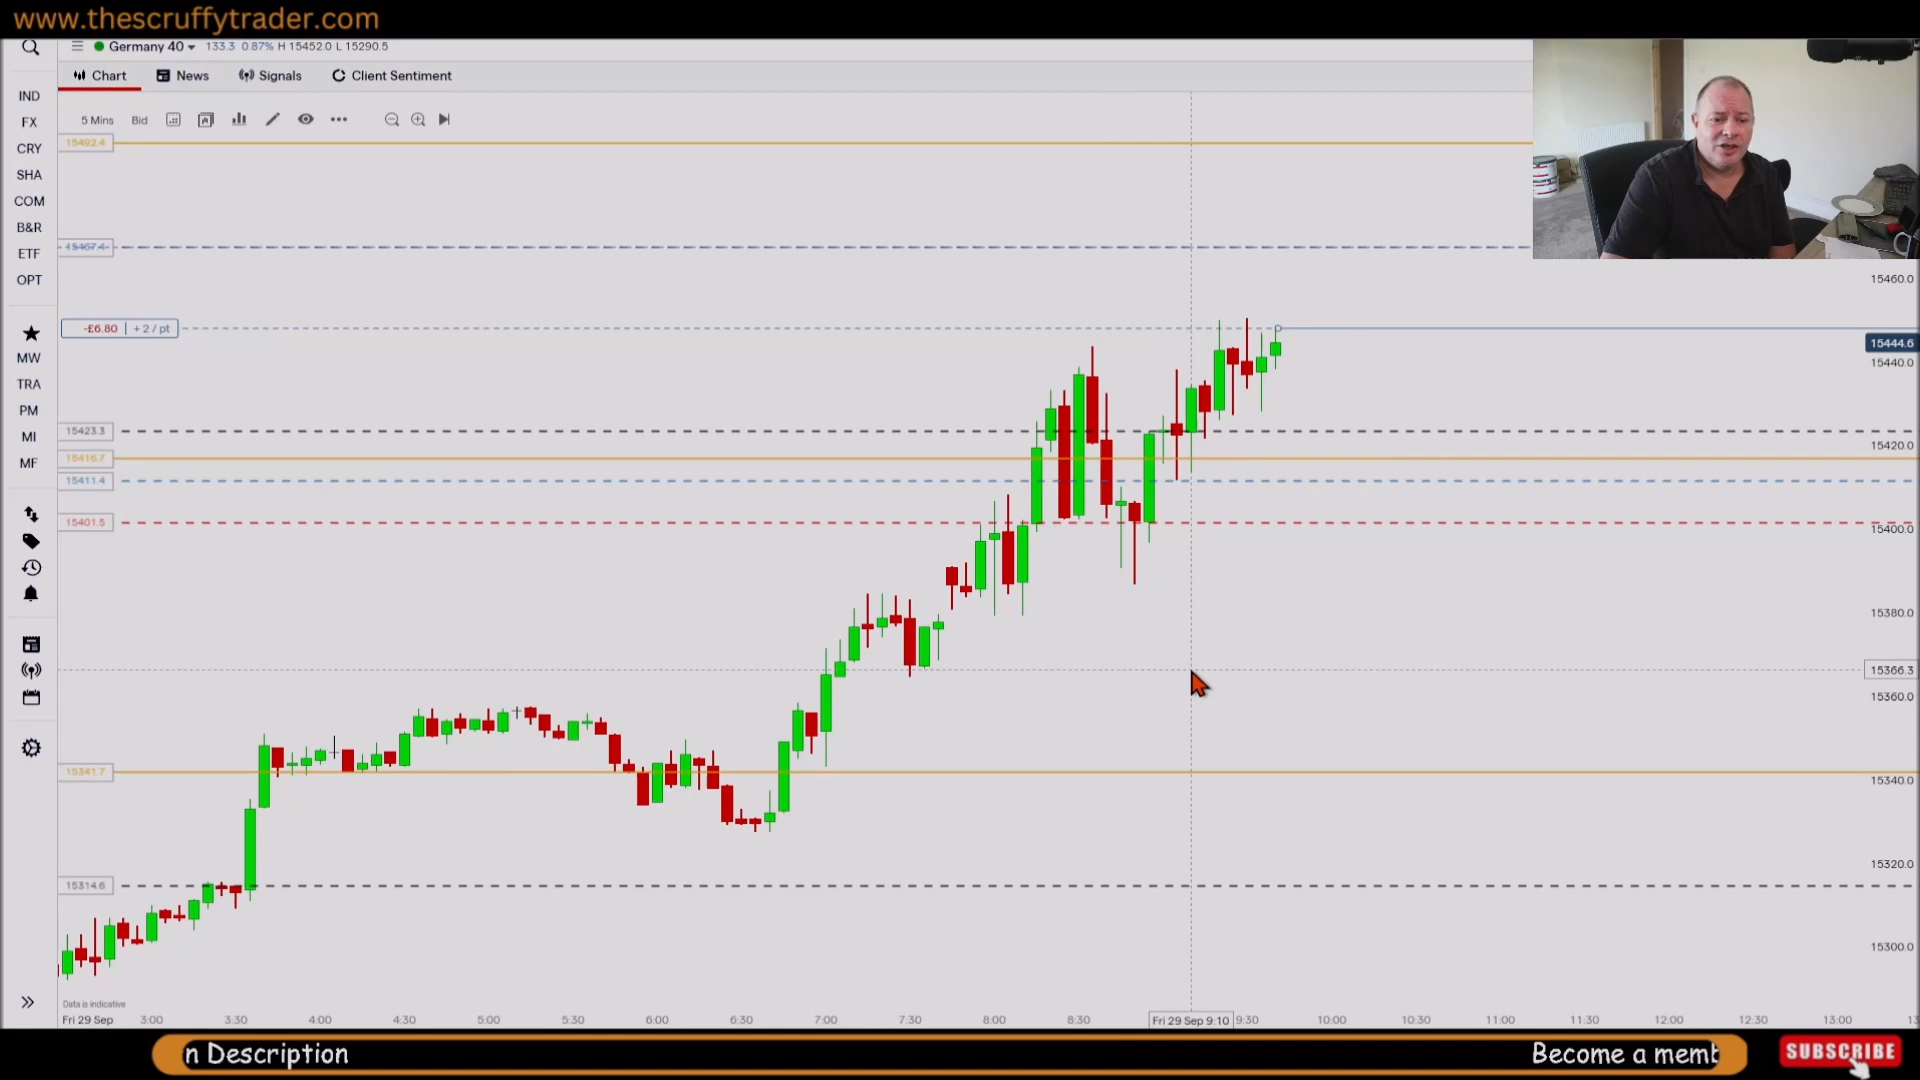 www.thescruffytrader.com
Germany 40 133.3 0.87% H 15452.0 L 15290.5
Chart News Signals Client Sentiment
5 Mins Bid
IND
FX
CRY
SHA
COM
B&R
ETF
OPT
MW
TRA
PM
MI
MF
15492.4
15467.4
-£6.80 + 2 / pt
15423.3
15416.7
15411.4
15401.5
15341.7
15314.6
15460.0
15444.6
15440.0
15420.0
15400.0
15380.0
15366.3
15360.0
15340.0
15320.0
15300.0
Data is indicative
Fri 29 Sep 3:00 3:30 4:00 4:30 5:00 5:30 6:00 6:30 7:00 7:30 8:00 8:30 Fri 29 Sep 9:10 9:30 10:00 10:30 11:00 11:30 12:00 12:30 13:00 13
n Description Become a memb
SUBSCRIBE